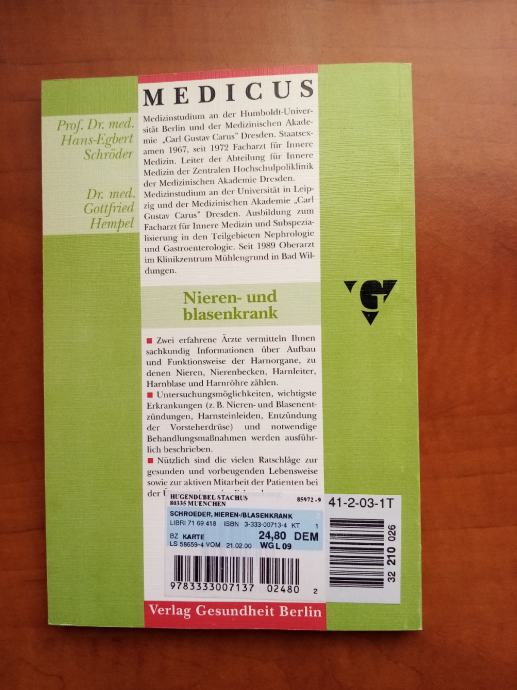 MEDICUS
Prof. Dr. med.
Hans-Egbert
Schröder
Dr. med.
Gottfried
Hempel
Medizinstudium an der Humboldt-Univer-
sität Berlin und der Medizinischen Akade-
mie „Carl Gustav Carus" Dresden. Staatsex-
amen 1967, seit 1972 Facharzt für Innere
Medizin. Leiter der Abteilung für Innere
Medizin der Zentralen Hochschulpoliklinik
der Medizinischen Akademie Dresden.
Medizinstudium an der Universität in Leip-
zig und der Medizinischen Akademie „Carl
Gustav Carus" Dresden. Ausbildung zum
Facharzt für Innere Medizin und Subspezia-
lisierung in den Teilgebieten Nephrologie
und Gastroenterologie. Seit 1989 Oberarzt
im Klinikzentrum Mühlengrund in Bad Wil-
dungen.
G
Nieren- und
blasenkrank
■ Zwei erfahrene Ärzte vermitteln Ihnen
sachkundig Informationen über Aufbau
und Funktionsweise der Harnorgane, zu
denen Nieren, Nierenbecken, Harnleiter,
Harnblase und Harnröhre zählen.
■ Untersuchungsmöglichkeiten, wichtigste
Erkrankungen (z. B. Nieren- und Blasenent-
zündungen, Harnsteinleiden, Entzündung
der Vorsteherdrüse) und notwendige
Behandlungsmaßnahmen werden ausführ-
lich beschrieben.
■ Nützlich sind die vielen Ratschläge zur
gesunden und vorbeugenden Lebensweise
sowie zur aktiven Mitarbeit der Patienten bei
der
HUGENDUBEL-STACHUS
80335 MUENCHEN 85972-9
SCHROEDER, NIEREN-/BLASENKRANK
LIBRI 71 69 418 ISBN 3-333-00713-4 KT 1
BZ KARTE 24,80 DEM
LS 58659-4 VOM 21.02.00 WGL 09
9783333007137 02480 2
41-2-03-1T
32 210 026
Verlag Gesundheit Berlin